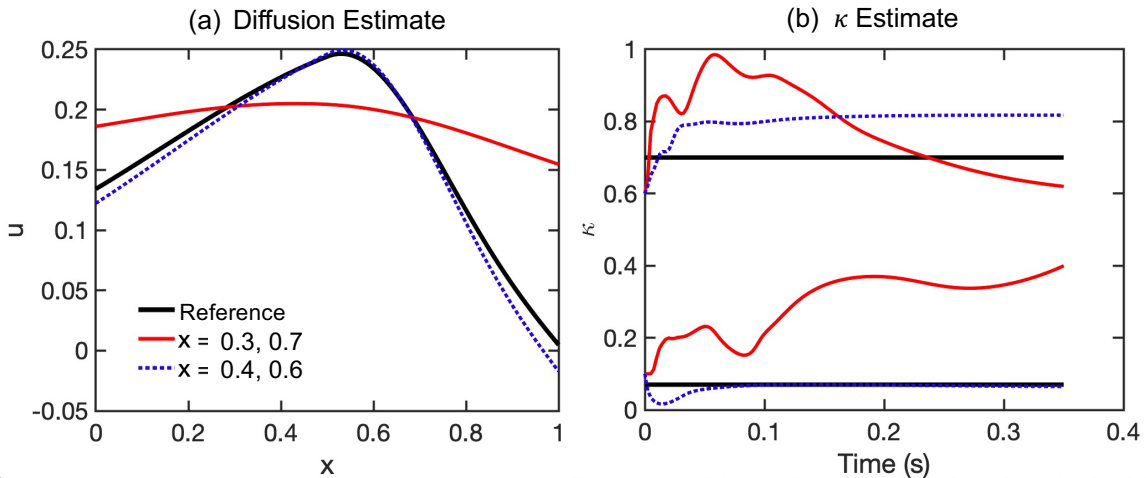 (a) Diffusion Estimate
0.25
0.2
0.15
0.1
0.05
0
-0.05
u
Reference
x = 0.3, 0.7
x = 0.4, 0.6
0 0.2 0.4 0.6 0.8 1
x
(b) κ Estimate
1
0.8
0.6
0.4
0.2
0
κ
0 0.1 0.2 0.3 0.4
Time (s)